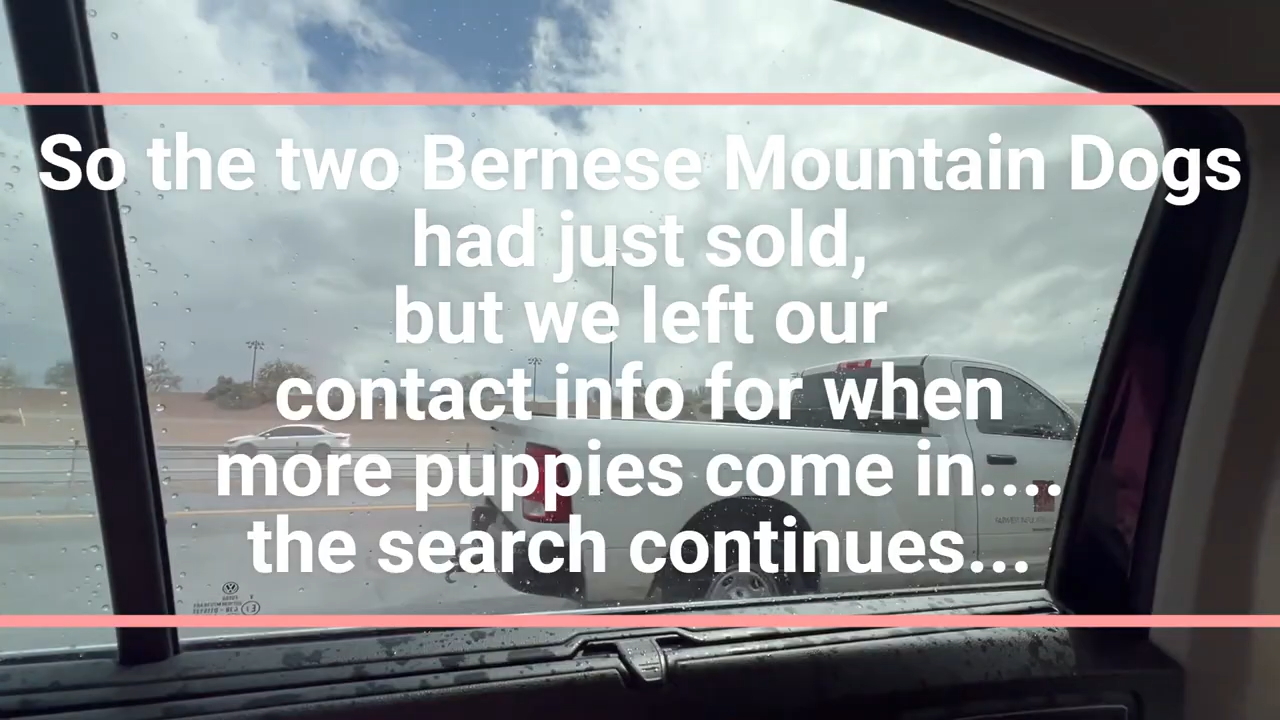 So the two Bernese Mountain Dogs
had just sold,
but we left our
contact info for when
more puppies come in....
the search continues...